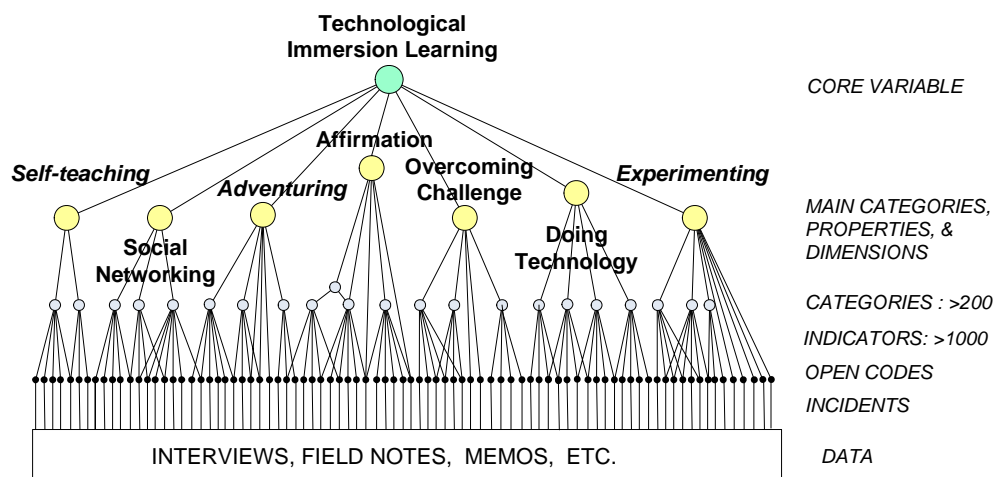 Technological
Immersion Learning
CORE VARIABLE
Affirmation
Self-teaching
Adventuring
Overcoming
Challenge
Experimenting
MAIN CATEGORIES,
PROPERTIES, &
DIMENSIONS
Social
Networking
Doing
Technology
CATEGORIES : >200
INDICATORS: >1000
OPEN CODES
INCIDENTS
INTERVIEWS, FIELD NOTES, MEMOS, ETC.
DATA